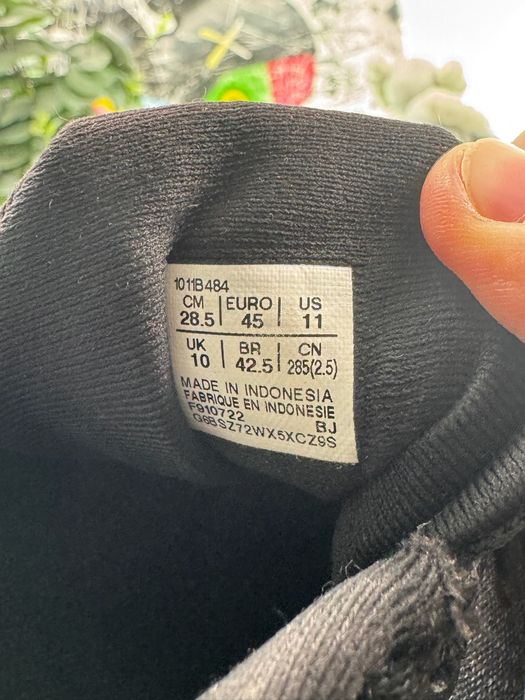 1011B484
CM EURO US
28.5 45 11
UK BR CN
10 42.5 285(2.5)
MADE IN INDONESIA
FABRIQUE EN INDONESIE
F910722 BJ
G6BSZ72WX5XCZ9S